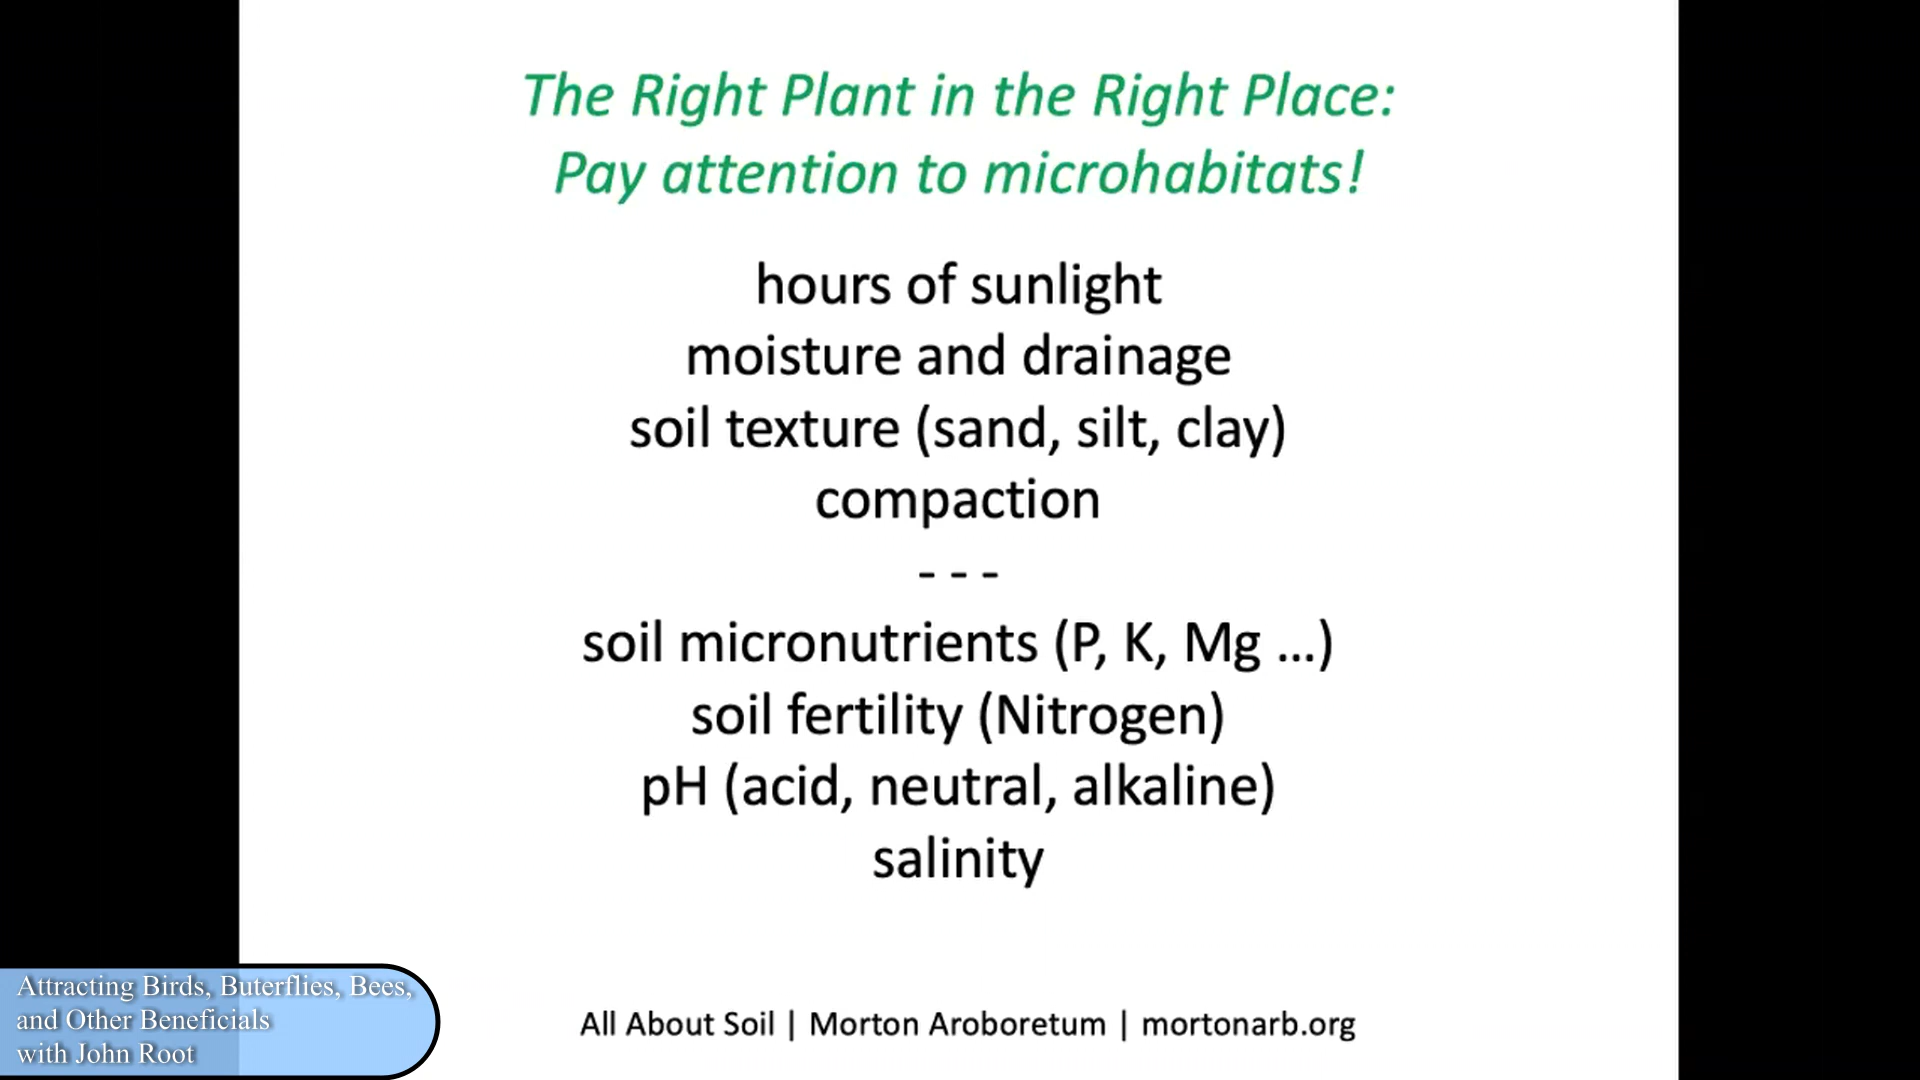 The Right Plant in the Right Place:
Pay attention to microhabitats!
hours of sunlight
moisture and drainage
soil texture (sand, silt, clay)
compaction
- - -
soil micronutrients (P, K, Mg ...)
soil fertility (Nitrogen)
pH (acid, neutral, alkaline)
salinity
All About Soil | Morton Aroboretum | mortonarb.org
Attracting Birds, Buterflies, Bees,
and Other Beneficials
with John Root